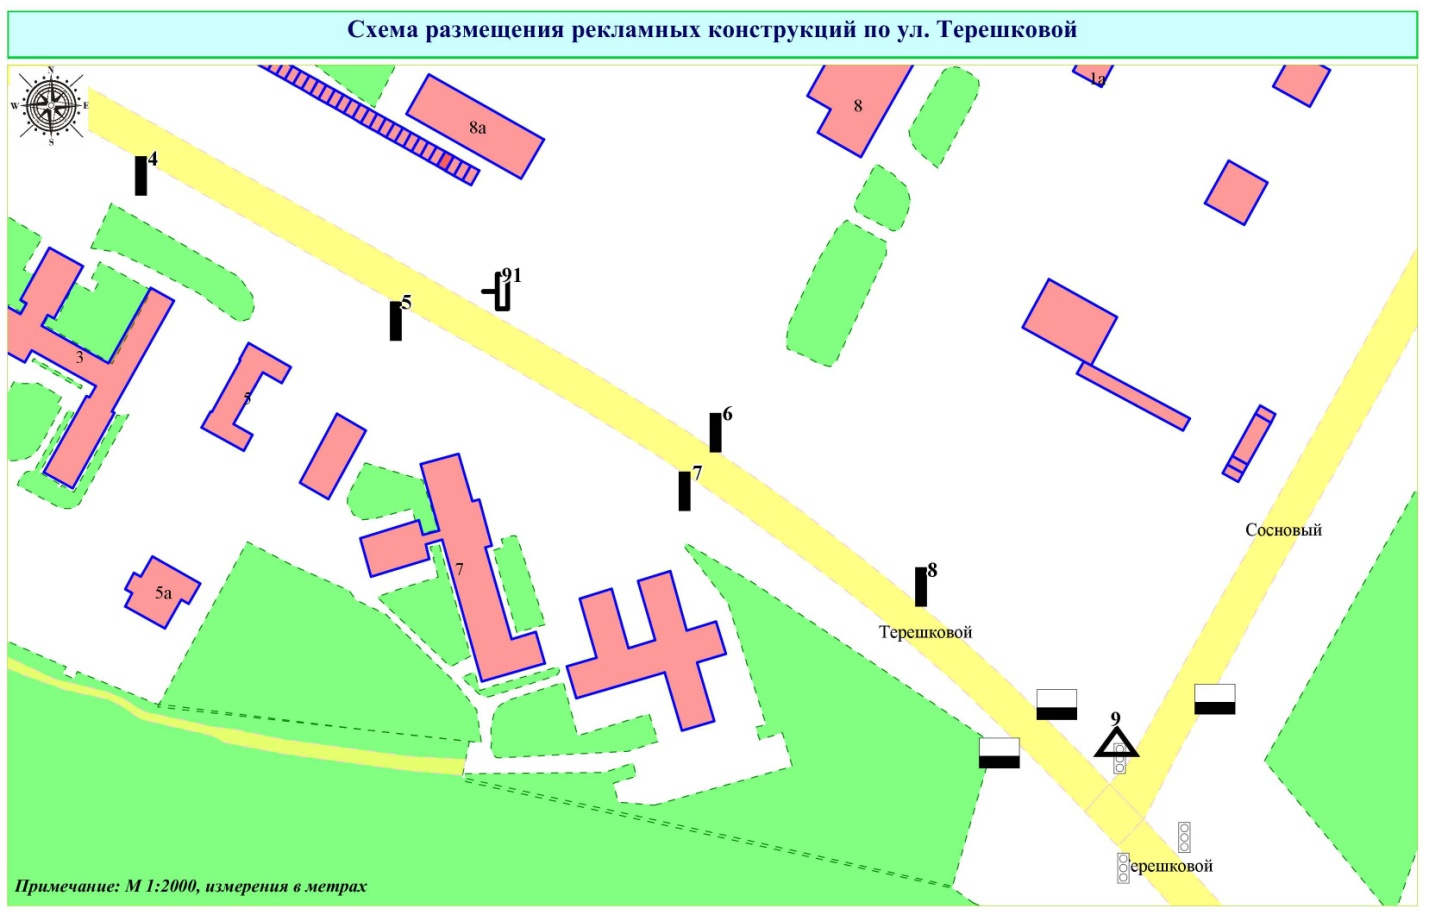 Схема размещения рекламных конструкций по ул. Терешковой
N
W E
S
8а
8
1а
4
91
5
3
5
6
7
7
5а
8
Сосновый
Терешковой
9
Терешковой
Примечание: М 1:2000, измерения в метрах